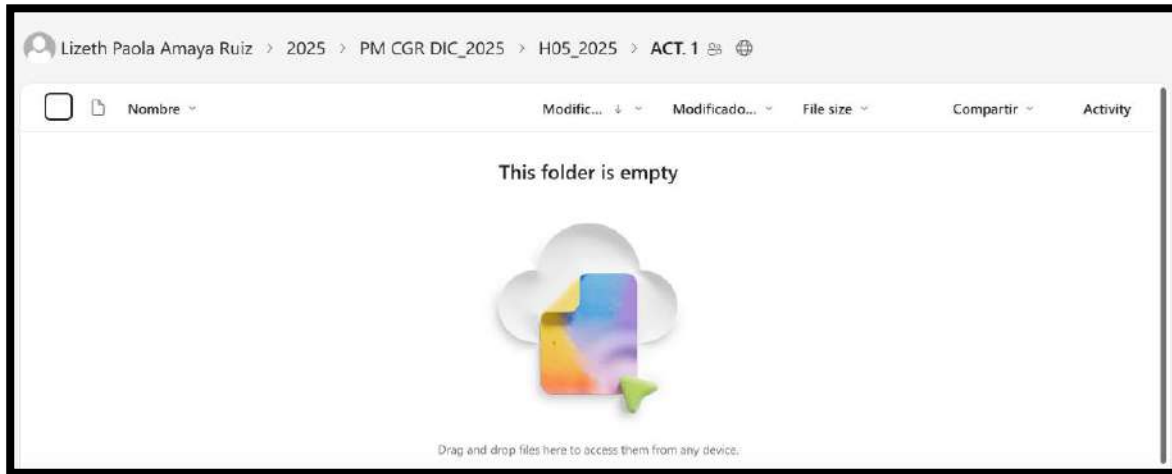 Lizeth Paola Amaya Ruiz > 2025 > PM CGR DIC_2025 > H05_2025 > ACT. 1
Nombre Modific... ↓ Modificado... File size Compartir Activity
This folder is empty
Drag and drop files here to access them from any device.